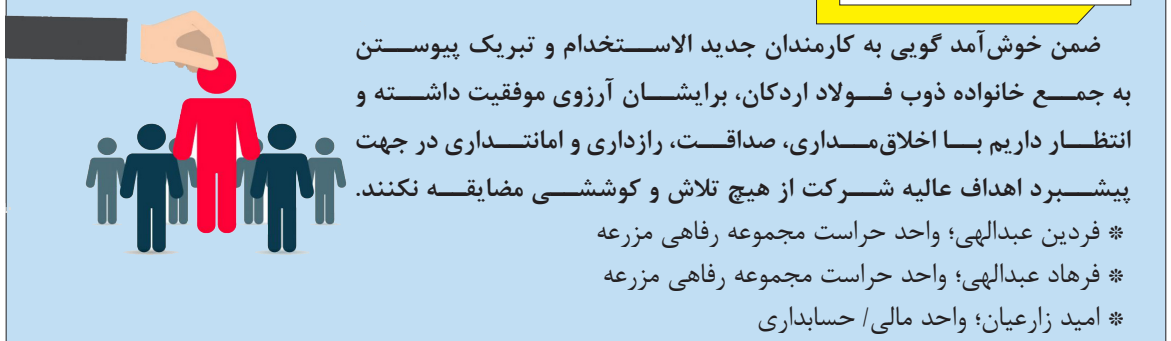 ضمن خوش‌آمد گویی به کارمندان جدید الاستخدام و تبریک پیوستن
به جمع خانواده ذوب فولاد اردکان، برایشان آرزوی موفقیت داشته و
انتظار داریم با اخلاق‌مداری، صداقت، رازداری و امانتداری در جهت
پیشبرد اهداف عالیه شرکت از هیچ تلاش و کوششی مضایقه نکنند.
* فردین عبدالهی؛ واحد حراست مجموعه رفاهی مزرعه
* فرهاد عبدالهی؛ واحد حراست مجموعه رفاهی مزرعه
* امید زارعیان؛ واحد مالی/ حسابداری